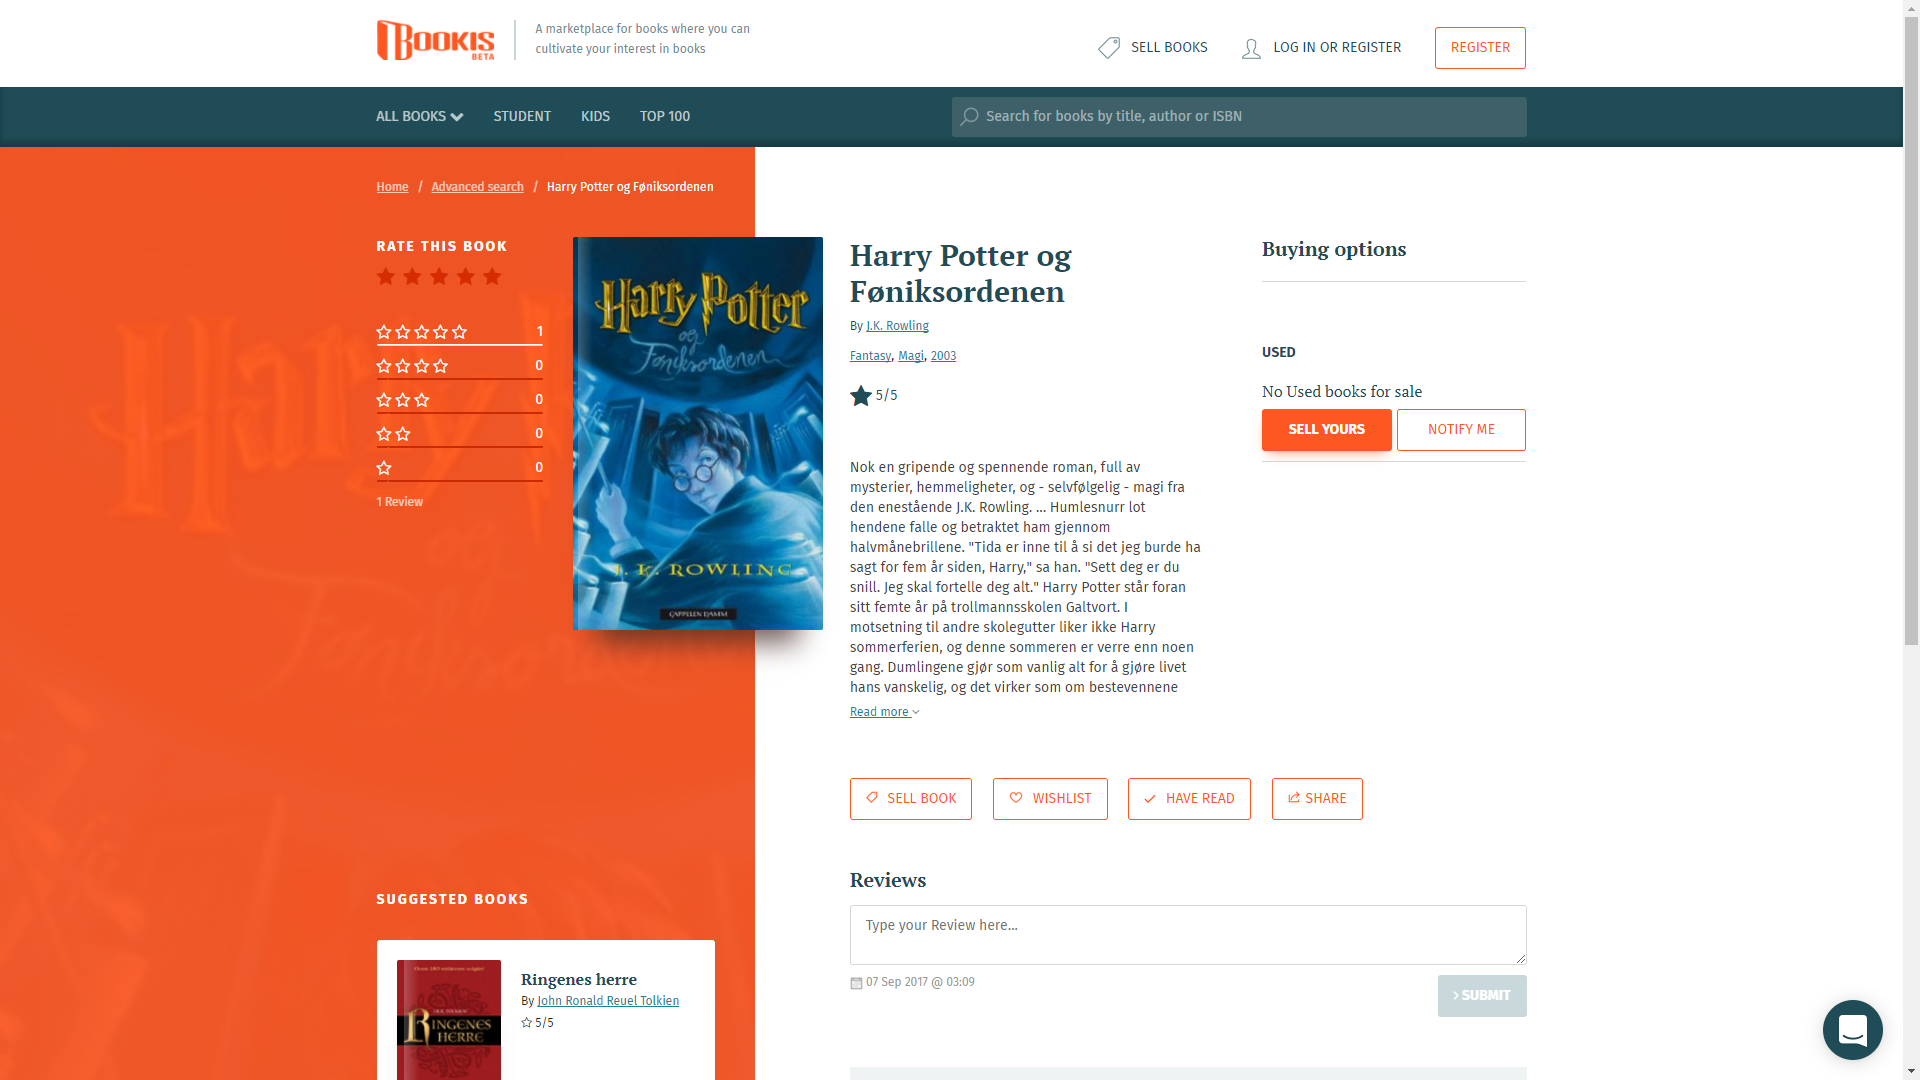 BOOKIS
BETA
A marketplace for books where you can
cultivate your interest in books
SELL BOOKS
LOG IN OR REGISTER
REGISTER
ALL BOOKS
STUDENT
KIDS
TOP 100
Search for books by title, author or ISBN
Home / Advanced search / Harry Potter og Føniksordenen
RATE THIS BOOK
1
0
0
0
0
1 Review
Harry Potter
og
Føniksordenen
J. K. ROWLING
CAPPELEN DAMM
Harry Potter og
Føniksordenen
By J.K. Rowling
Fantasy, Magi, 2003
5/5
Nok en gripende og spennende roman, full av
mysterier, hemmeligheter, og - selvfølgelig - magi fra
den enestående J.K. Rowling. ... Humlesnurr lot
hendene falle og betraktet ham gjennom
halvmånebrillene. "Tida er inne til å si det jeg burde ha
sagt for fem år siden, Harry," sa han. "Sett deg er du
snill. Jeg skal fortelle deg alt." Harry Potter står foran
sitt femte år på trollmannsskolen Galtvort. I
motsetning til andre skolegutter liker ikke Harry
sommerferien, og denne sommeren er verre enn noen
gang. Dumlingene gjør som vanlig alt for å gjøre livet
hans vanskelig, og det virker som om bestevennene
Read more
Buying options
USED
No Used books for sale
SELL YOURS
NOTIFY ME
SELL BOOK
WISHLIST
HAVE READ
SHARE
Reviews
Type your Review here...
07 Sep 2017 @ 03:09
SUBMIT
SUGGESTED BOOKS
RINGENES
HERRE
Ringenes herre
By John Ronald Reuel Tolkien
5/5